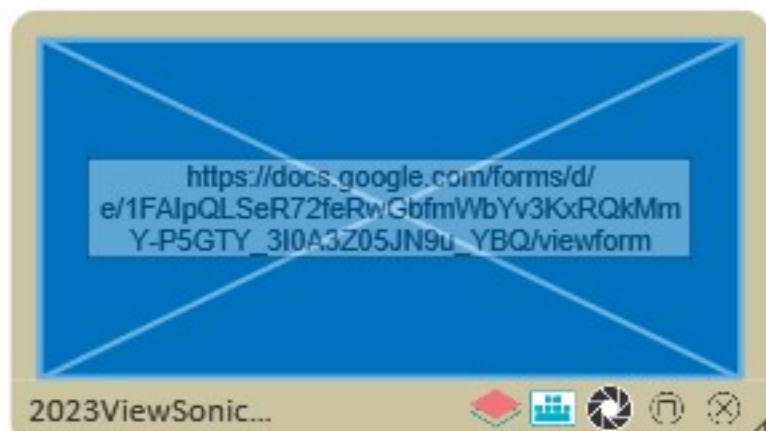 https://docs.google.com/forms/d/
e/1FAIpQLSeR72feRwGbfmWbYv3KxRQkMm
Y-P5GTY_3I0A3Z05JN9u_YBQ/viewform
2023ViewSonic...